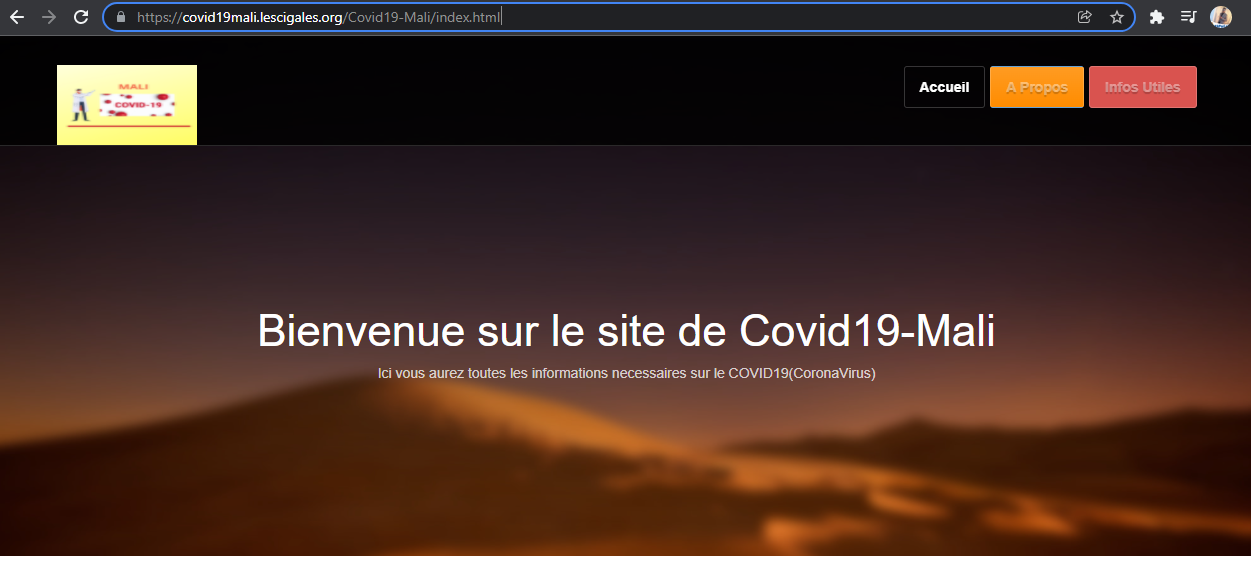 https://covid19mali.lescigales.org/Covid19-Mali/index.html
MALI
COVID-19
Accueil
A Propos
Infos Utiles
Bienvenue sur le site de Covid19-Mali
Ici vous aurez toutes les informations necessaires sur le COVID19(CoronaVirus)